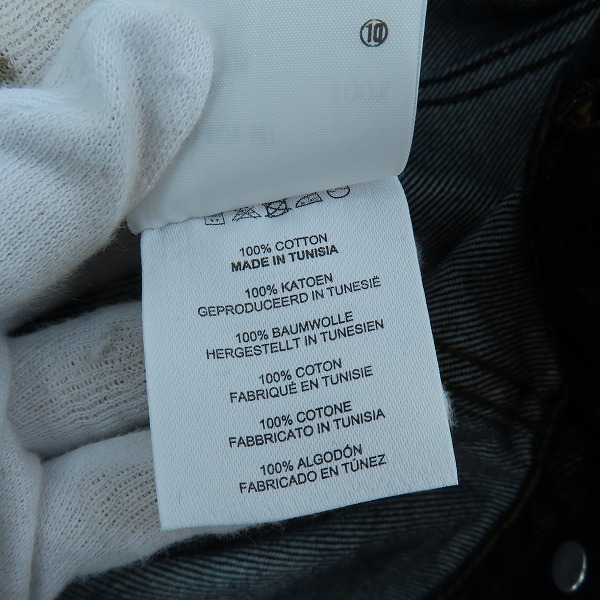 10
100% COTTON
MADE IN TUNISIA
100% KATOEN
GEPRODUCEERD IN TUNESIË
100% BAUMWOLLE
HERGESTELLT IN TUNESIEN
100% COTON
FABRIQUÉ EN TUNISIE
100% COTONE
FABBRICATO IN TUNISIA
100% ALGODÓN
FABRICADO EN TÚNEZ